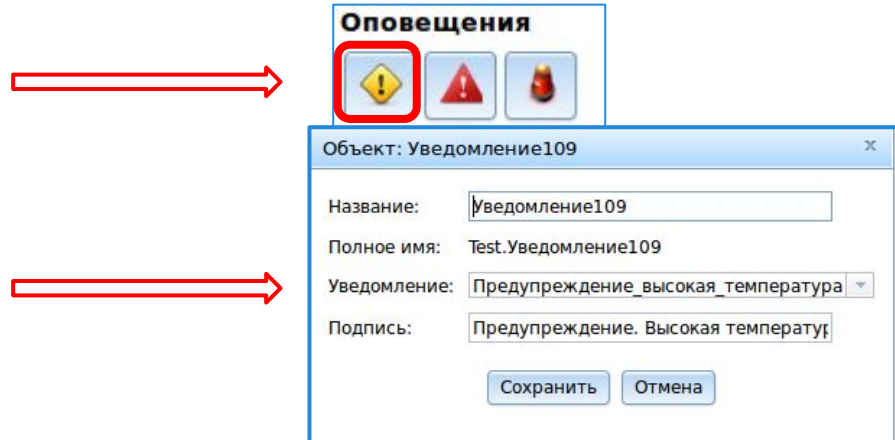 Оповещения
Объект: Уведомление109
x
Название: Уведомление109
Полное имя: Test.Уведомление109
Уведомление: Предупреждение_высокая_температура
Подпись: Предупреждение. Высокая температур
Сохранить Отмена